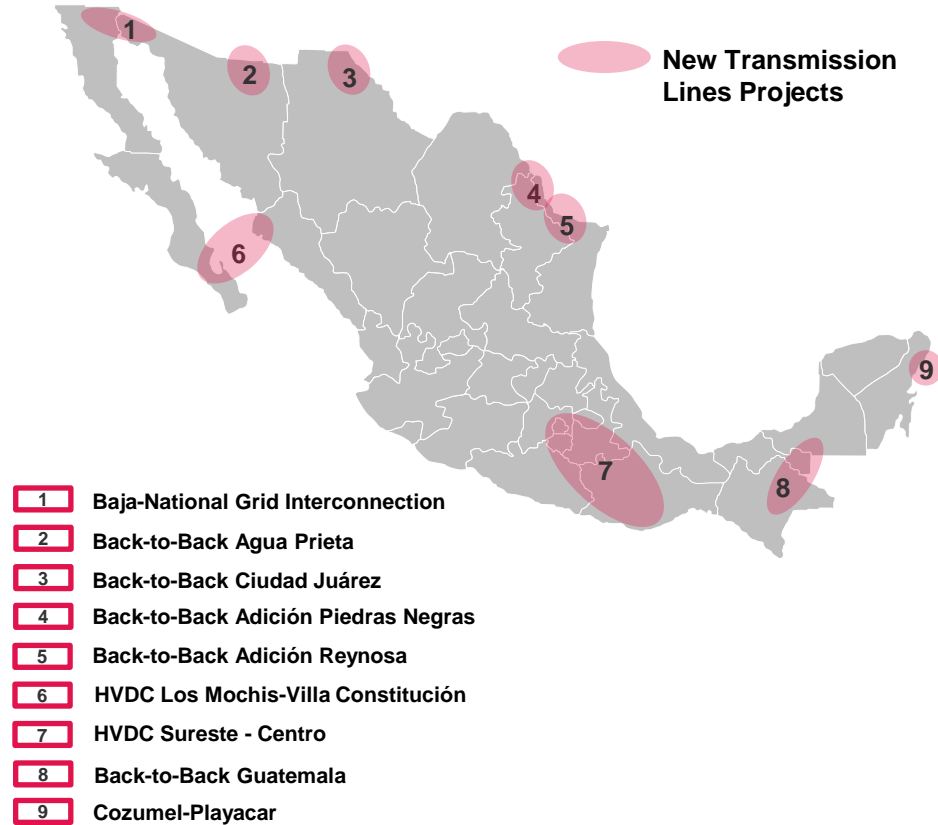 1
2
3
New Transmission
Lines Projects
4
5
6
9
7
8
1 Baja-National Grid Interconnection
2 Back-to-Back Agua Prieta
3 Back-to-Back Ciudad Juárez
4 Back-to-Back Adición Piedras Negras
5 Back-to-Back Adición Reynosa
6 HVDC Los Mochis-Villa Constitución
7 HVDC Sureste - Centro
8 Back-to-Back Guatemala
9 Cozumel-Playacar